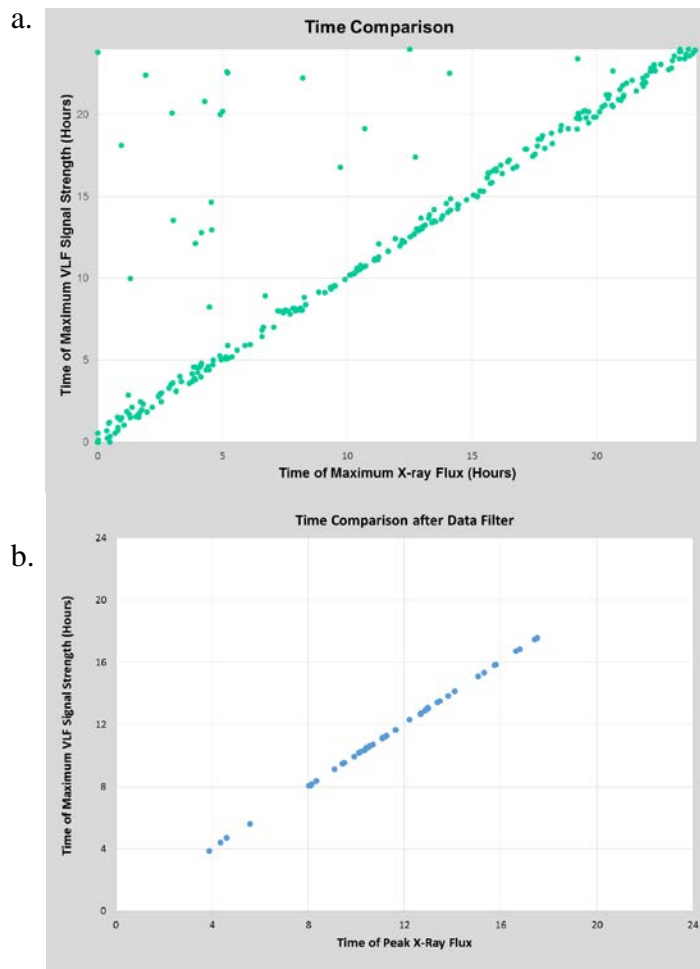 a.
Time Comparison
Time of Maximum VLF Signal Strength (Hours)
20
15
10
5
0
0 5 10 15 20
Time of Maximum X-ray Flux (Hours)
b.
Time Comparison after Data Filter
Time of Maximum VLF Signal Strength (Hours)
24
20
16
12
8
4
0
0 4 8 12 16 20 24
Time of Peak X-Ray Flux